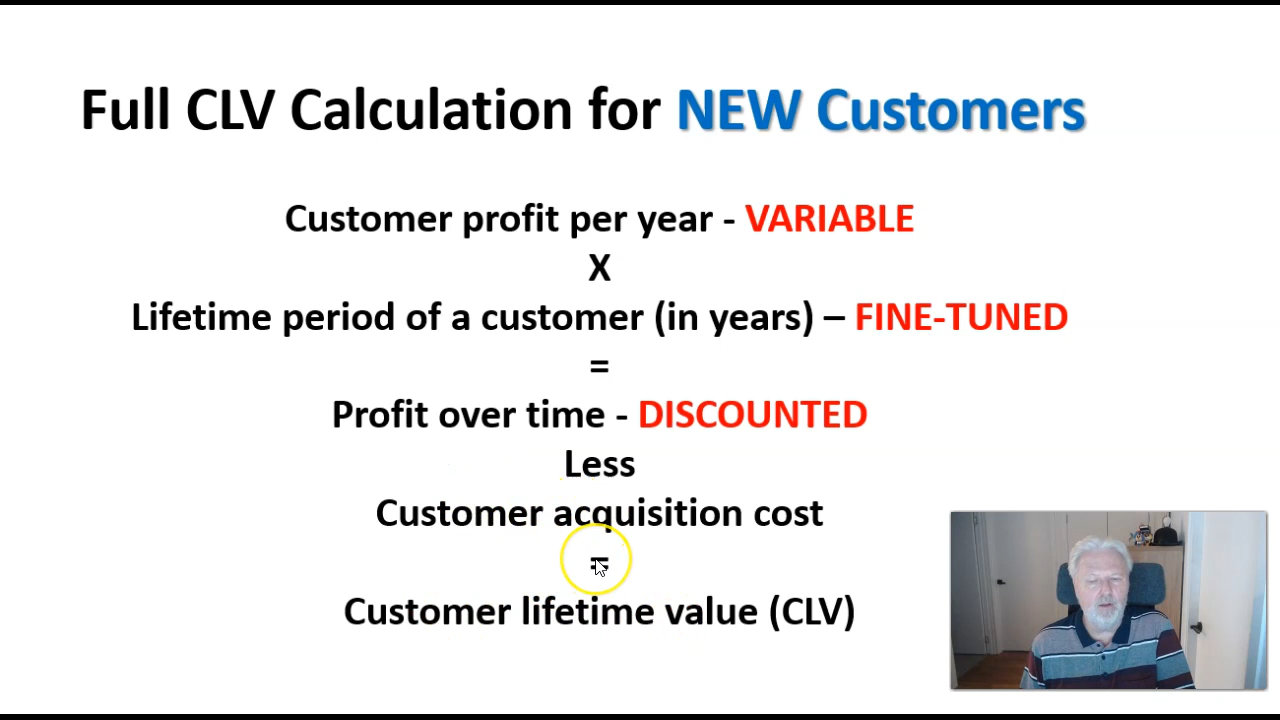 Full CLV Calculation for NEW Customers
Customer profit per year - VARIABLE
X
Lifetime period of a customer (in years) – FINE-TUNED
=
Profit over time - DISCOUNTED
Less
Customer acquisition cost
=
Customer lifetime value (CLV)